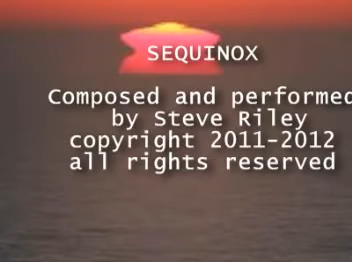 SEQUINOX
Composed and performed
by Steve Riley
copyright 2011-2012
all rights reserved